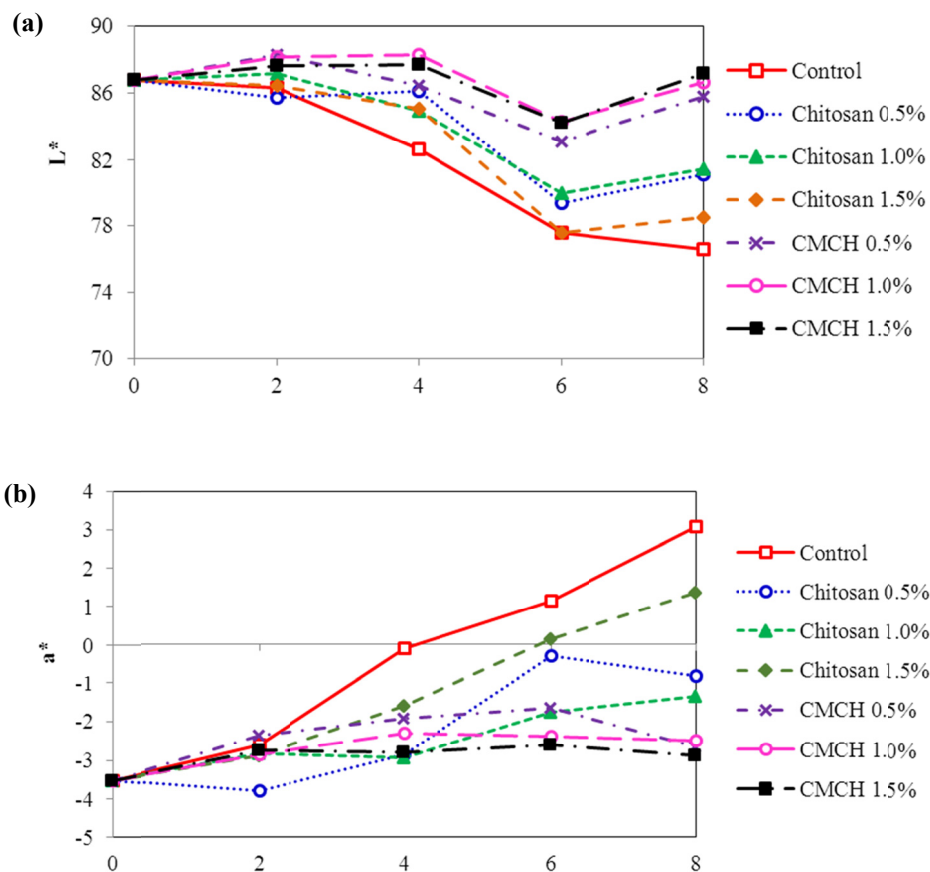 (a)
90
86
82
78
74
70
L*
0 2 4 6 8
Control
Chitosan 0.5%
Chitosan 1.0%
Chitosan 1.5%
CMCH 0.5%
CMCH 1.0%
CMCH 1.5%
(b)
4
3
2
1
0
-1
-2
-3
-4
-5
a*
0 2 4 6 8
Control
Chitosan 0.5%
Chitosan 1.0%
Chitosan 1.5%
CMCH 0.5%
CMCH 1.0%
CMCH 1.5%